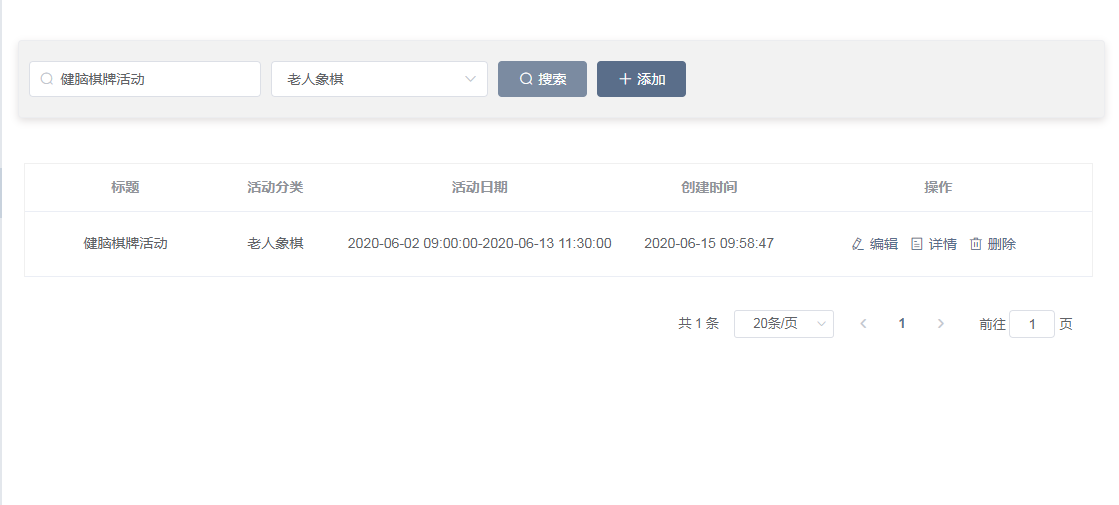 健脑棋牌活动 老人象棋 搜索 添加
标题 活动分类 活动日期 创建时间 操作
健脑棋牌活动 老人象棋 2020-06-02 09:00:00-2020-06-13 11:30:00 2020-06-15 09:58:47 编辑 详情 删除
共 1 条 20条/页 1 前往 1 页